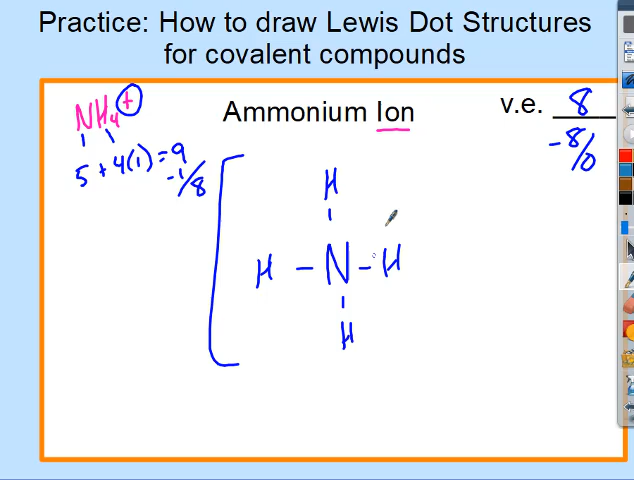 Practice: How to draw Lewis Dot Structures
for covalent compounds
NH₄⁺
Ammonium Ion
v.e. 8
-8/0
5 + 4(1) = 9
-1/8
H
H - N - H
H